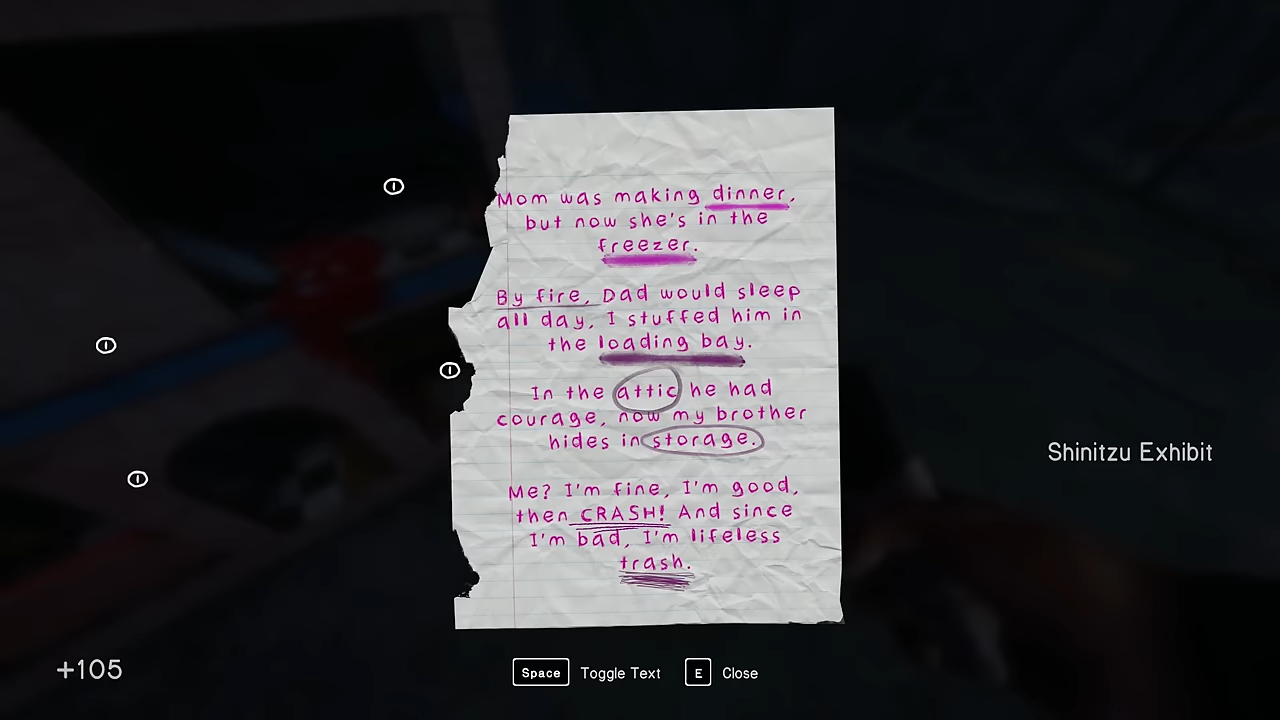 Mom was making dinner,
but now she's in the
freezer.
By fire, Dad would sleep
all day, I stuffed him in
the loading bay.
In the attic he had
courage, now my brother
hides in storage.
Me? I'm fine, I'm good,
then CRASH! And since
I'm bad, I'm lifeless
trash.
Shinitzu Exhibit
+105
Space Toggle Text E Close